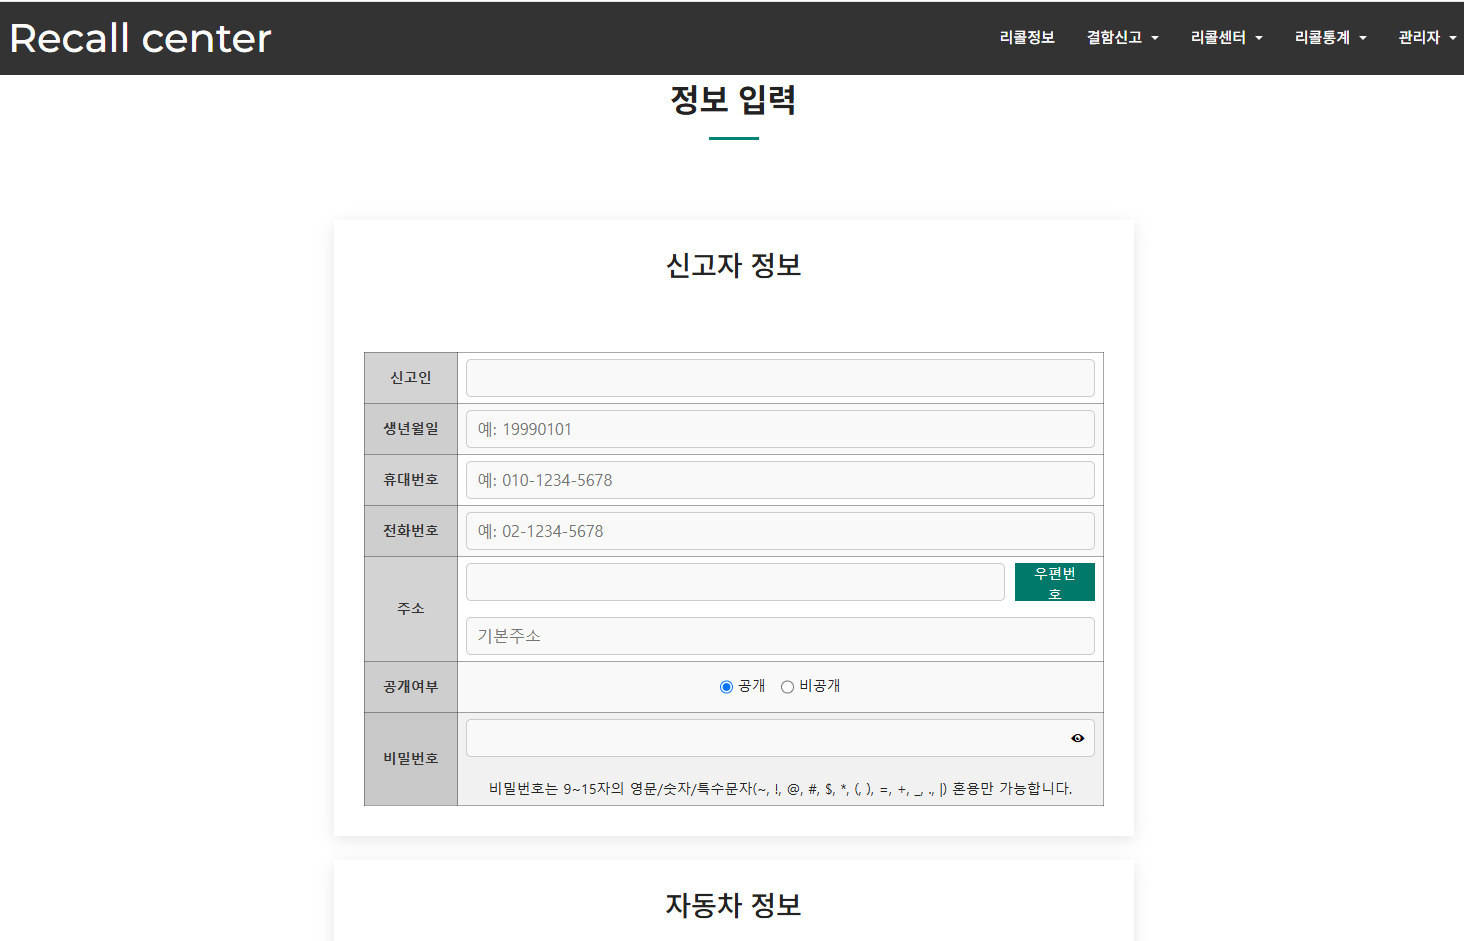 Recall center
리콜정보 결함신고 리콜센터 리콜통계 관리자
정보 입력
신고자 정보
신고인
생년월일 예: 19990101
휴대번호 예: 010-1234-5678
전화번호 예: 02-1234-5678
주소
우편번
호
기본주소
공개여부 공개 비공개
비밀번호
비밀번호는 9~15자의 영문/숫자/특수문자(~, !, @, #, $, *, (, ), =, +, _, ., |) 혼용만 가능합니다.
자동차 정보